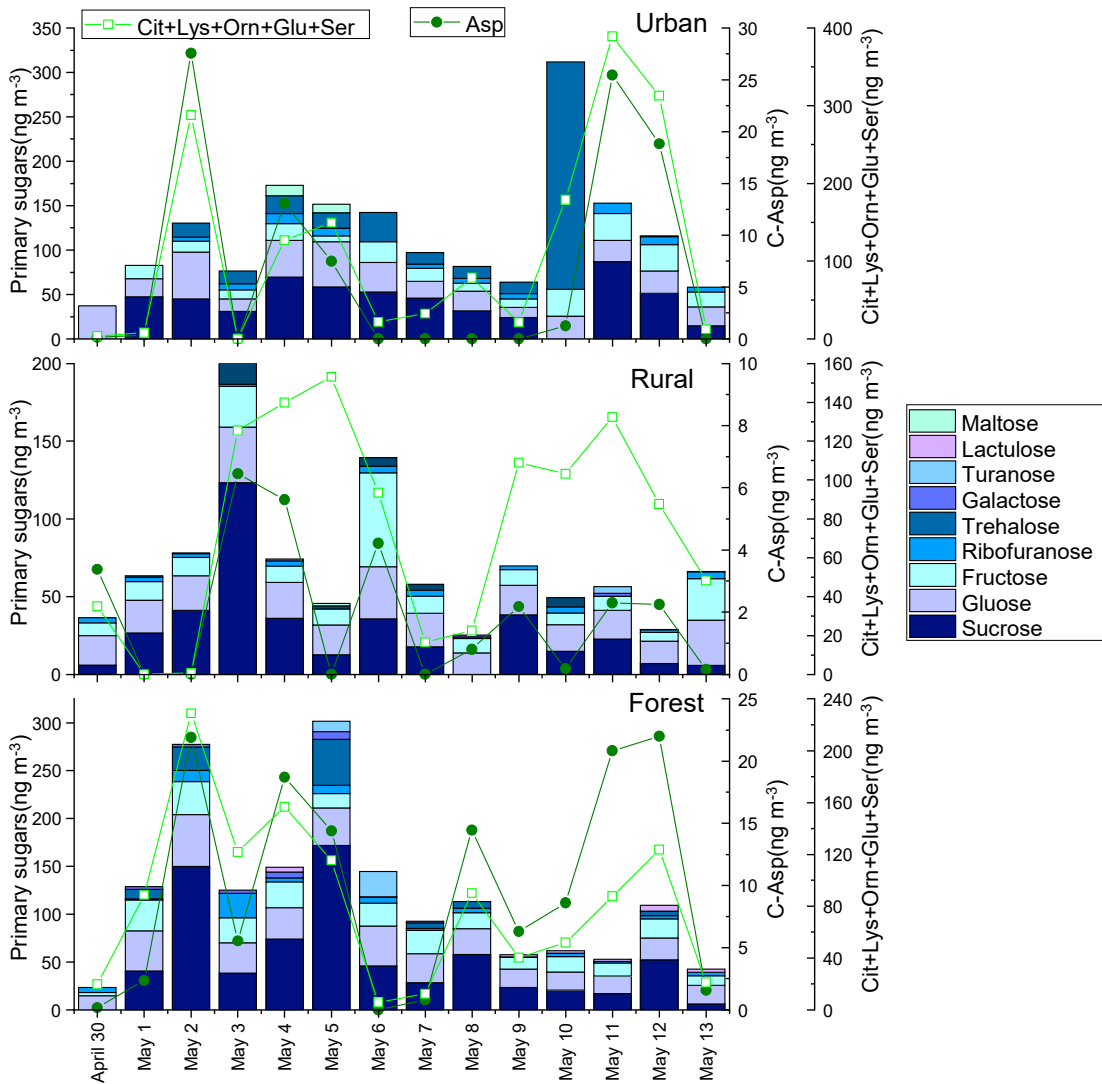 Cit+Lys+Orn+Glu+Ser
Asp
Urban
Primary sugars(ng m⁻³)
350
300
250
200
150
100
50
0
30
25
20
15
10
5
0
C-Asp(ng m⁻³)
400
300
200
100
0
Cit+Lys+Orn+Glu+Ser(ng m⁻³)
Rural
Primary sugars(ng m⁻³)
200
150
100
50
0
10
8
6
4
2
0
C-Asp(ng m⁻³)
160
140
120
100
80
60
40
20
0
Cit+Lys+Orn+Glu+Ser(ng m⁻³)
Maltose
Lactulose
Turanose
Galactose
Trehalose
Ribofuranose
Fructose
Gluose
Sucrose
Forest
Primary sugars(ng m⁻³)
300
250
200
150
100
50
0
25
20
15
10
5
0
C-Asp(ng m⁻³)
240
200
160
120
80
40
0
Cit+Lys+Orn+Glu+Ser(ng m⁻³)
April 30
May 1
May 2
May 3
May 4
May 5
May 6
May 7
May 8
May 9
May 10
May 11
May 12
May 13